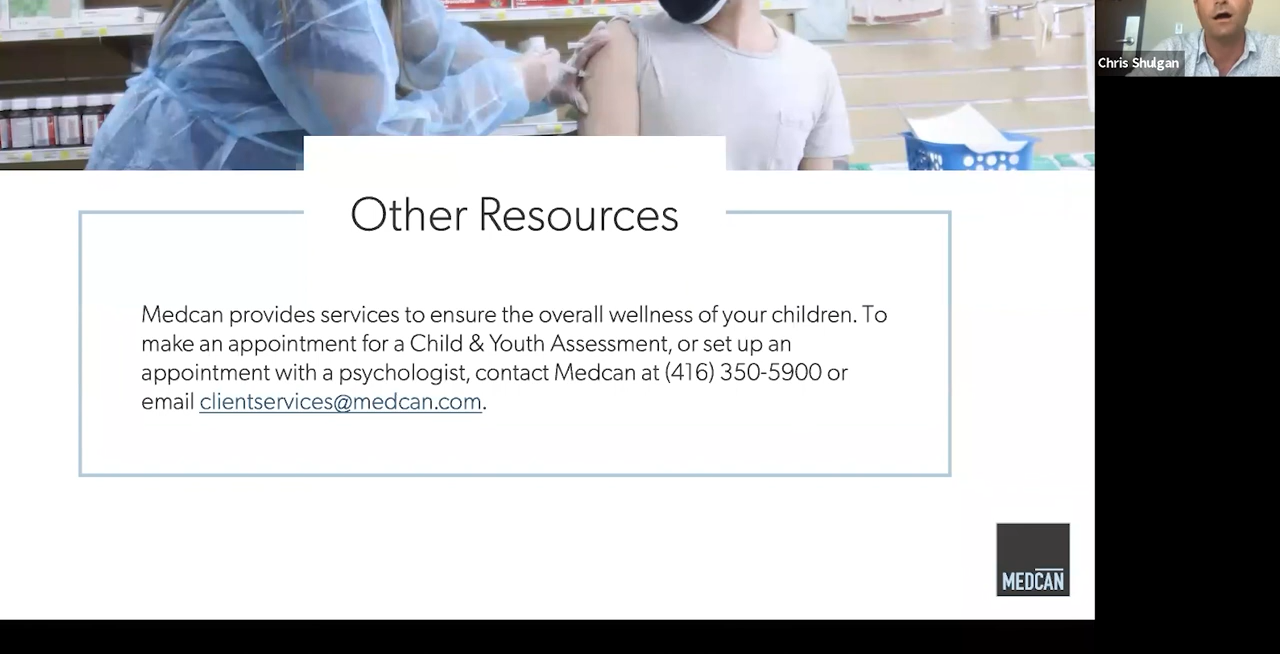 Chris Shulgan
Other Resources
Medcan provides services to ensure the overall wellness of your children. To
make an appointment for a Child & Youth Assessment, or set up an
appointment with a psychologist, contact Medcan at (416) 350-5900 or
email clientservices@medcan.com.
MEDCAN